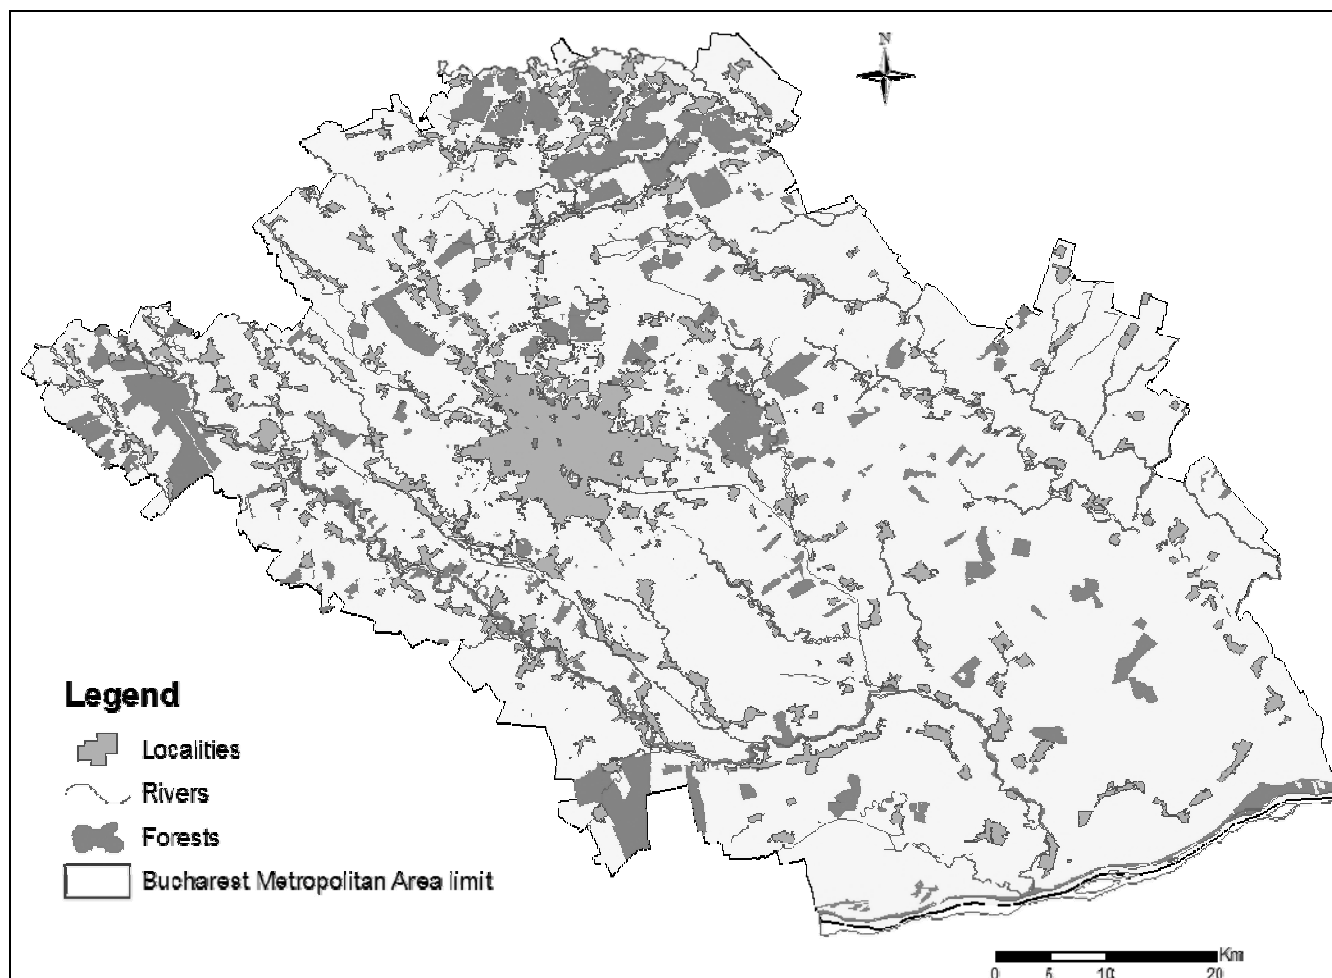 N
Legend
Localities
Rivers
Forests
Bucharest Metropolitan Area limit
Km
0 5 10 20